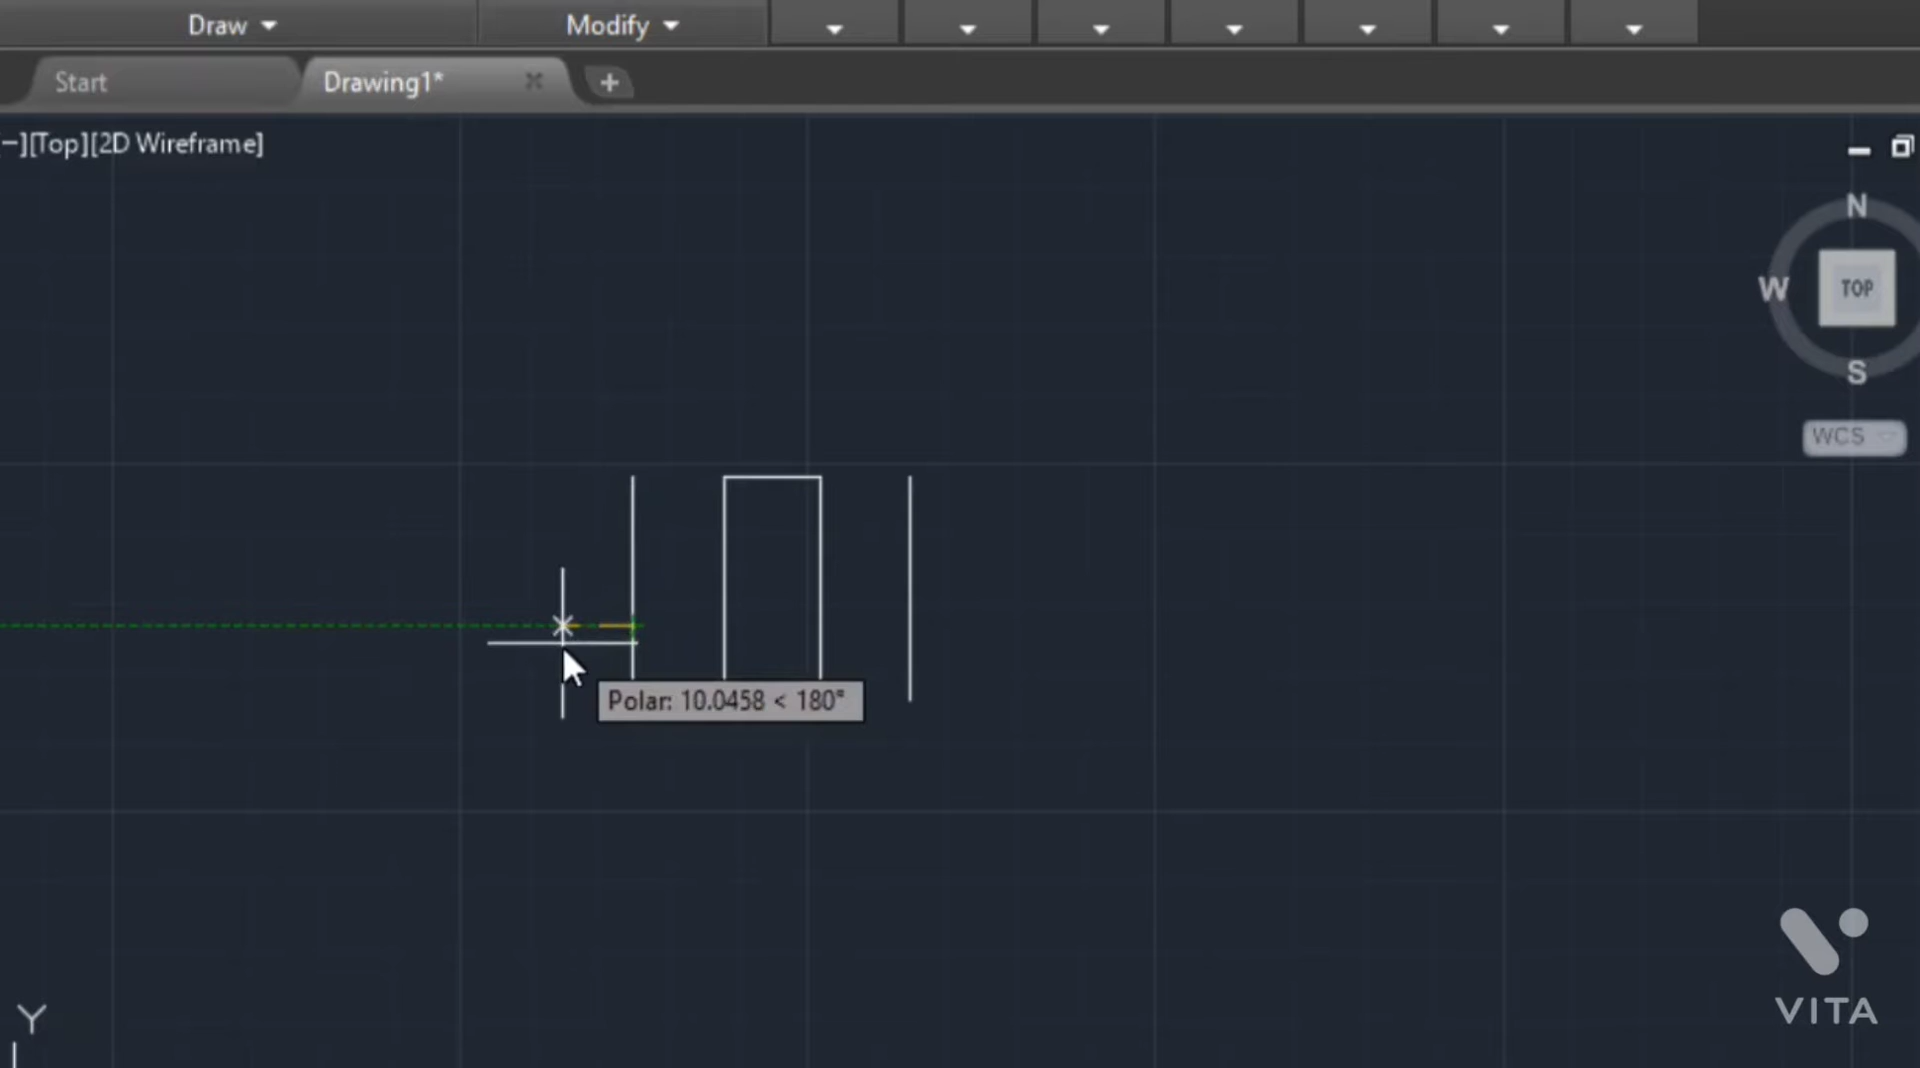 Draw
Modify
Start
Drawing1*
[−][Top][2D Wireframe]
N
W
TOP
S
WCS
Polar: 10.0458 < 180°
VITA
Y